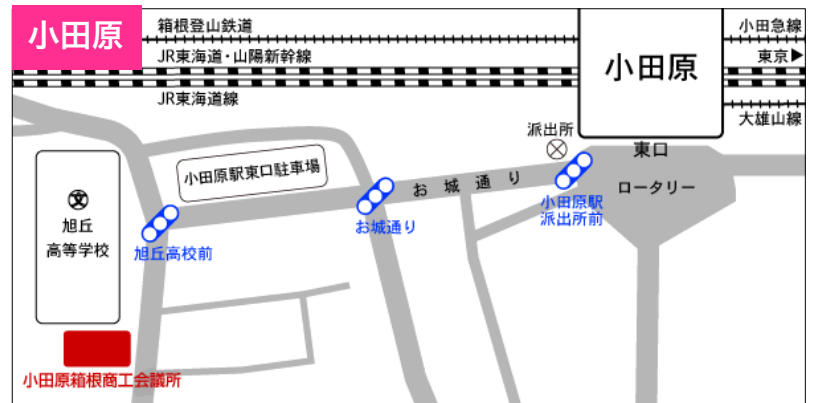 小田原
箱根登山鉄道
JR東海道・山陽新幹線
JR東海道線
小田原
小田急線
東京▶
大雄山線
派出所
東口
ロータリー
小田原駅東口駐車場
お城通り
小田原駅
派出所前
お城通り
旭丘高校前
文
旭丘
高等学校
小田原箱根商工会議所